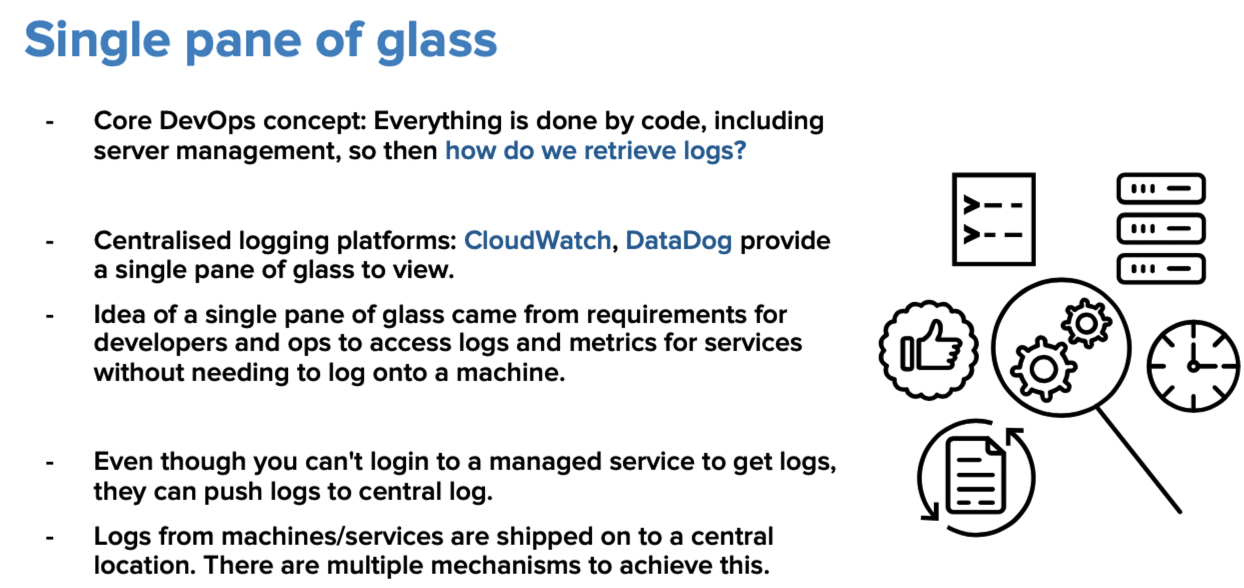 Single pane of glass
- Core DevOps concept: Everything is done by code, including
server management, so then how do we retrieve logs?
- Centralised logging platforms: CloudWatch, DataDog provide
a single pane of glass to view.
- Idea of a single pane of glass came from requirements for
developers and ops to access logs and metrics for services
without needing to log onto a machine.
- Even though you can't login to a managed service to get logs,
they can push logs to central log.
- Logs from machines/services are shipped on to a central
location. There are multiple mechanisms to achieve this.